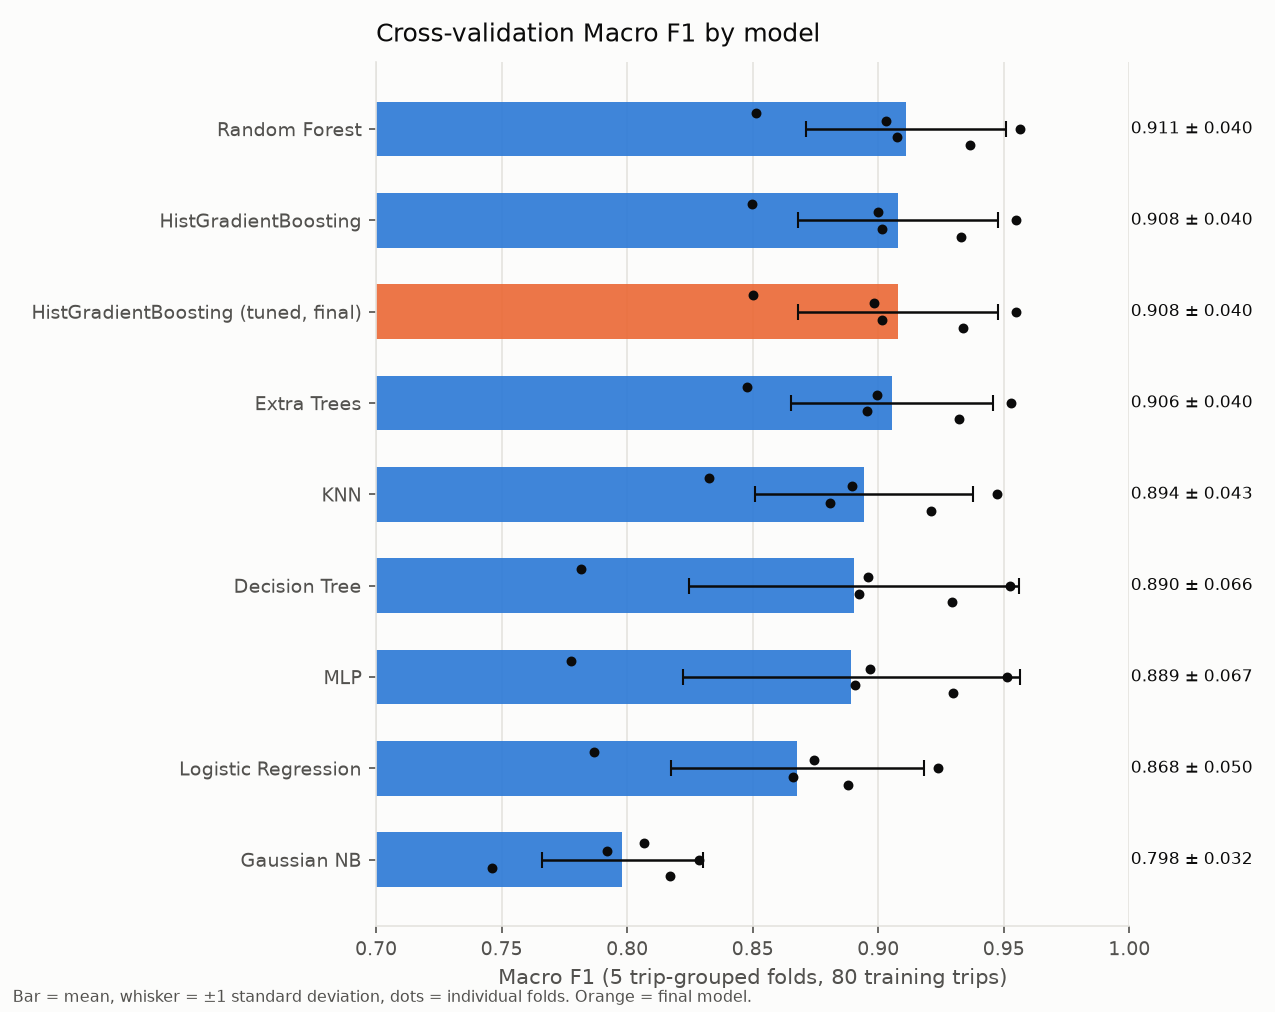 Cross-validation Macro F1 by model
Random Forest 0.911 ± 0.040
HistGradientBoosting 0.908 ± 0.040
HistGradientBoosting (tuned, final) 0.908 ± 0.040
Extra Trees 0.906 ± 0.040
KNN 0.894 ± 0.043
Decision Tree 0.890 ± 0.066
MLP 0.889 ± 0.067
Logistic Regression 0.868 ± 0.050
Gaussian NB 0.798 ± 0.032
0.70 0.75 0.80 0.85 0.90 0.95 1.00
Macro F1 (5 trip-grouped folds, 80 training trips)
Bar = mean, whisker = ±1 standard deviation, dots = individual folds. Orange = final model.